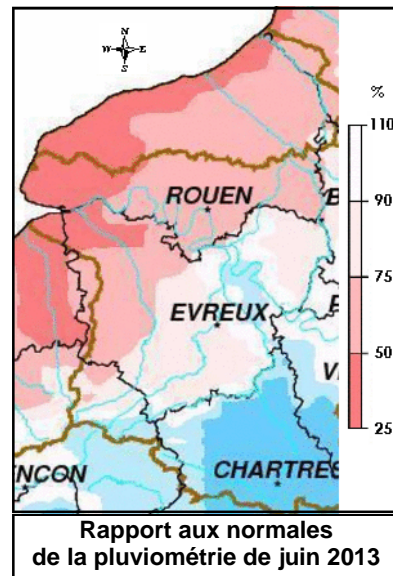 N
W E
S
%
110
ROUEN
B
90
75
EVREUX
50
V
25
NCON
CHARTRES
Rapport aux normales
de la pluviométrie de juin 2013